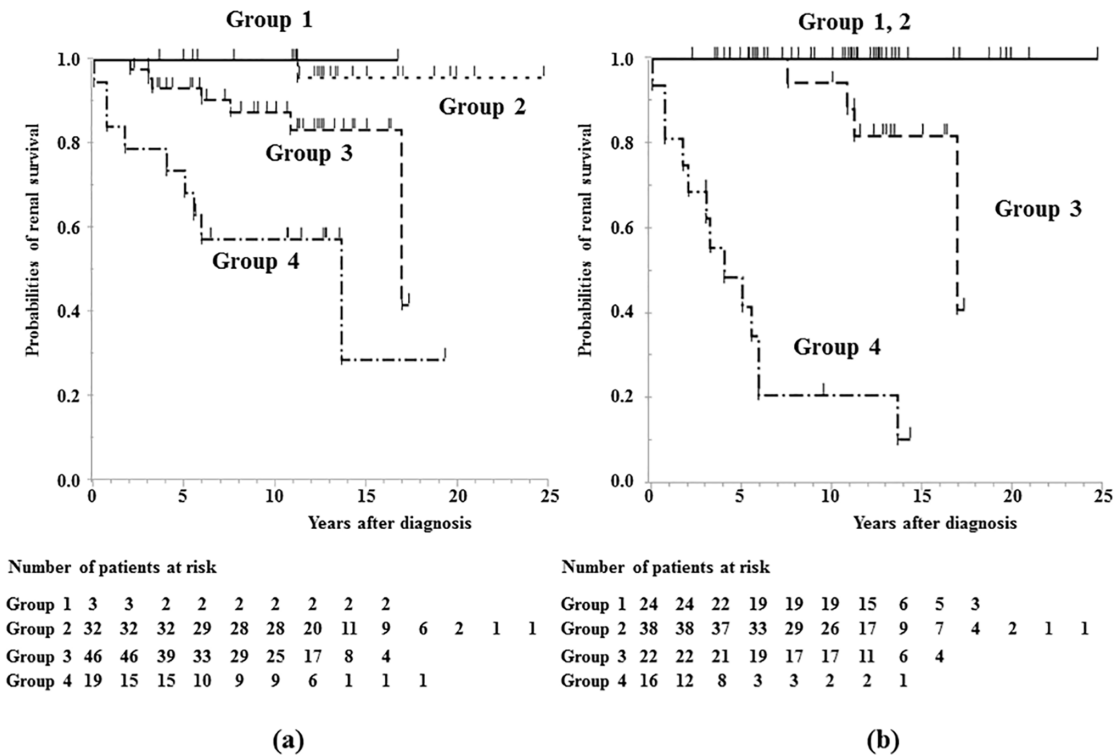 Group 1
1.0
0.8
0.6
0.4
0.2
0.0
Probabilities of renal survival
Group 2
Group 3
Group 4
0 5 10 15 20 25
Years after diagnosis
Number of patients at risk
Group 1 3 3 2 2 2 2 2 2 2
Group 2 32 32 32 29 28 28 20 11 9 6 2 1 1
Group 3 46 46 39 33 29 25 17 8 4
Group 4 19 15 15 10 9 9 6 1 1 1
(a)
Group 1, 2
1.0
0.8
0.6
0.4
0.2
0.0
Probabilities of renal survival
Group 3
Group 4
0 5 10 15 20 25
Years after diagnosis
Number of patients at risk
Group 1 24 24 22 19 19 19 15 6 5 3
Group 2 38 38 37 33 29 26 17 9 7 4 2 1 1
Group 3 22 22 21 19 17 17 11 6 4
Group 4 16 12 8 3 3 2 2 1
(b)